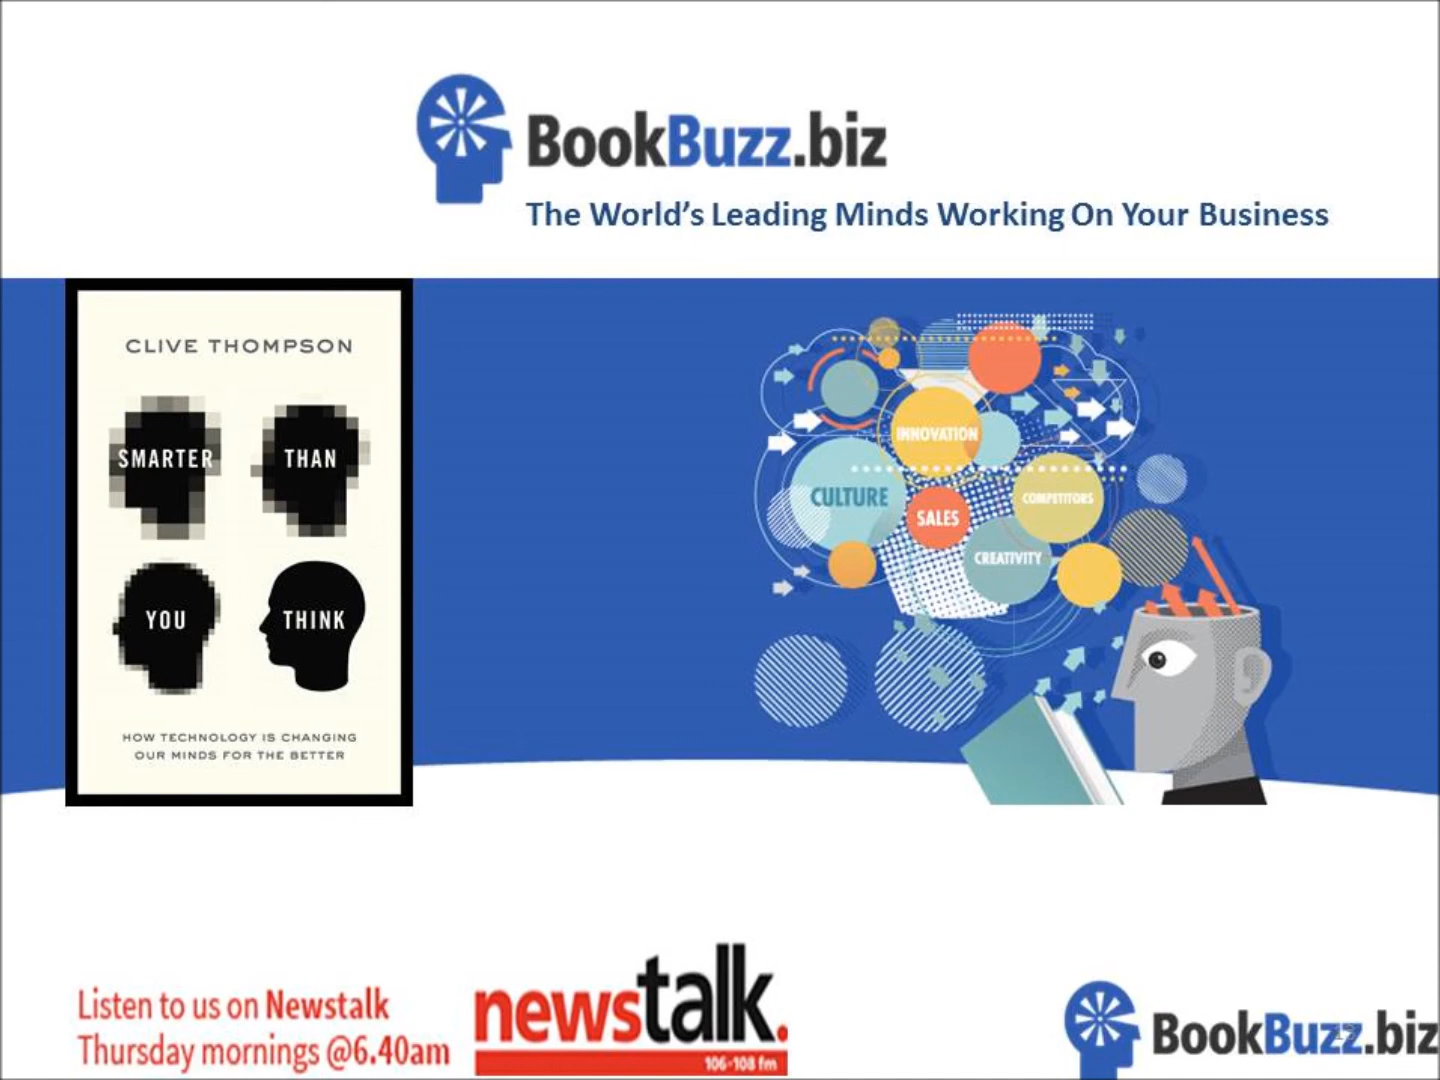 BookBuzz.biz
The World's Leading Minds Working On Your Business
CLIVE THOMPSON
SMARTER THAN
YOU THINK
HOW TECHNOLOGY IS CHANGING
OUR MINDS FOR THE BETTER
INNOVATION
CULTURE
COMPETITORS
SALES
CREATIVITY
Listen to us on Newstalk
Thursday mornings @6.40am
newstalk.
106-108 fm
BookBuzz.biz